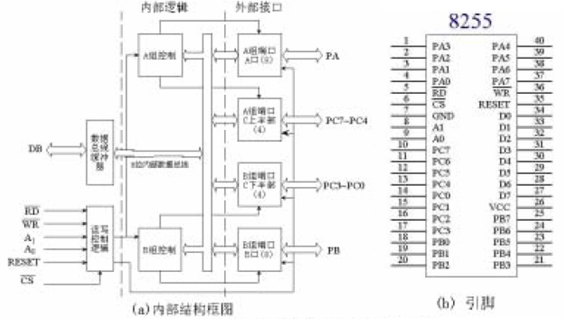 内部逻辑
外部接口
A组控制
A组端口
A口(8)
PA
A组端口
C上半部
(4)
PC7-PC4
数据
总线
缓冲
器
DB
8位内部数据总线
B组端口
C下半部
(4)
PC3-PC0
RD
WR
A1
A0
RESET
CS
读写
控制
逻辑
B组控制
B组端口
B口(8)
PB
(a)内部结构框图
8255
1 PA3 PA4 40
2 PA2 PA5 39
3 PA1 PA6 38
4 PA0 PA7 37
5 RD WR 36
6 CS RESET 35
7 GND D0 34
8 A1 D1 33
9 A0 D2 32
10 PC7 D3 31
11 PC6 D4 30
12 PC5 D5 29
13 PC4 D6 28
14 PC0 D7 27
15 PC1 VCC 26
16 PC2 PB7 25
17 PC3 PB6 24
18 PB0 PB5 23
19 PB1 PB4 22
20 PB2 PB3 21
(b) 引脚